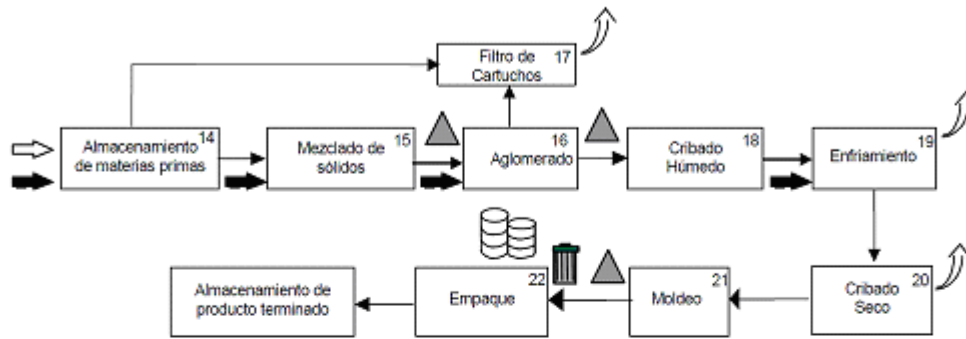 Filtro de 17
Cartuchos
Almacenamiento 14
de materias primas
Mezclado de 15
sólidos
16
Aglomerado
Cribado 18
Húmedo
19
Enfriamiento
Almacenamiento de
producto terminado
22
Empaque
21
Moldeo
Cribado 20
Seco